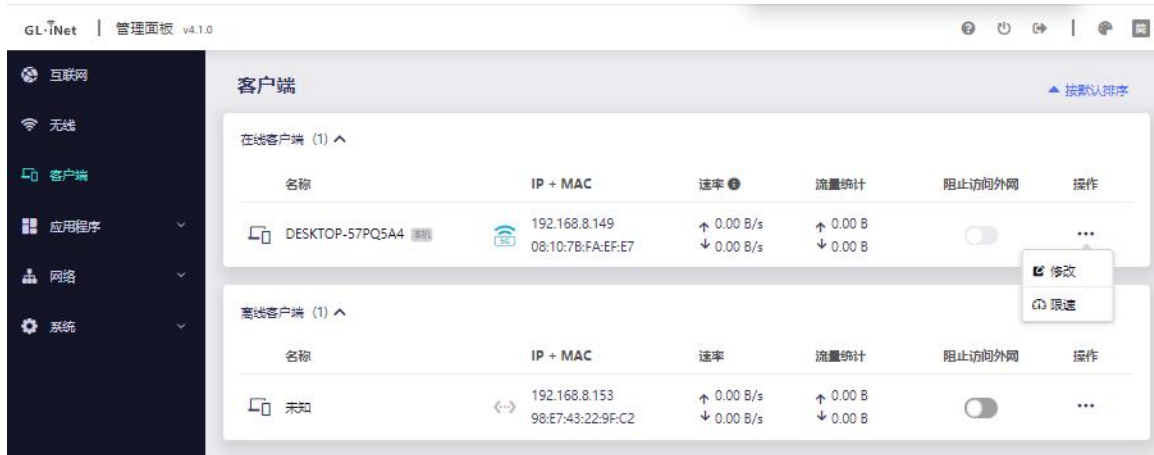 GL·iNet | 管理面板 v4.1.0
简
互联网
无线
客户端
应用程序
网络
系统
客户端
按默认排序
在线客户端 (1)
名称 IP + MAC 速率 流量统计 阻止访问外网 操作
DESKTOP-57PQ5A4 本机 5G 192.168.8.149 ↑ 0.00 B/s ↑ 0.00 B •••
08:10:7B:FA:EF:E7 ↓ 0.00 B/s ↓ 0.00 B
修改
限速
离线客户端 (1)
名称 IP + MAC 速率 流量统计 阻止访问外网 操作
未知 192.168.8.153 ↑ 0.00 B/s ↑ 0.00 B •••
98:E7:43:22:9F:C2 ↓ 0.00 B/s ↓ 0.00 B